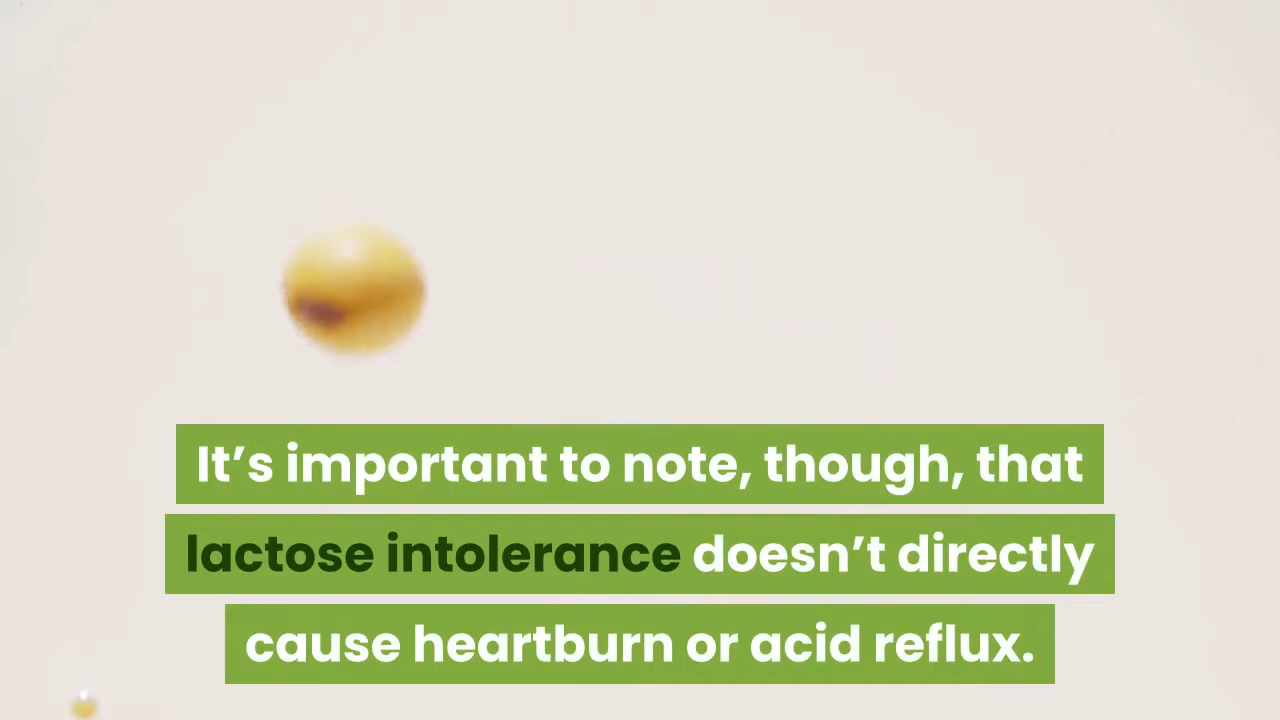 It’s important to note, though, that
lactose intolerance doesn’t directly
cause heartburn or acid reflux.